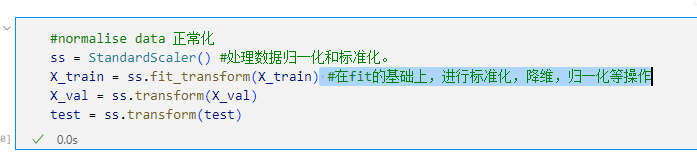 #normalise data 正常化
ss = StandardScaler() #处理数据归一化和标准化。
X_train = ss.fit_transform(X_train) #在fit的基础上，进行标准化，降维，归一化等操作
X_val = ss.transform(X_val)
test = ss.transform(test)
0] 0.0s